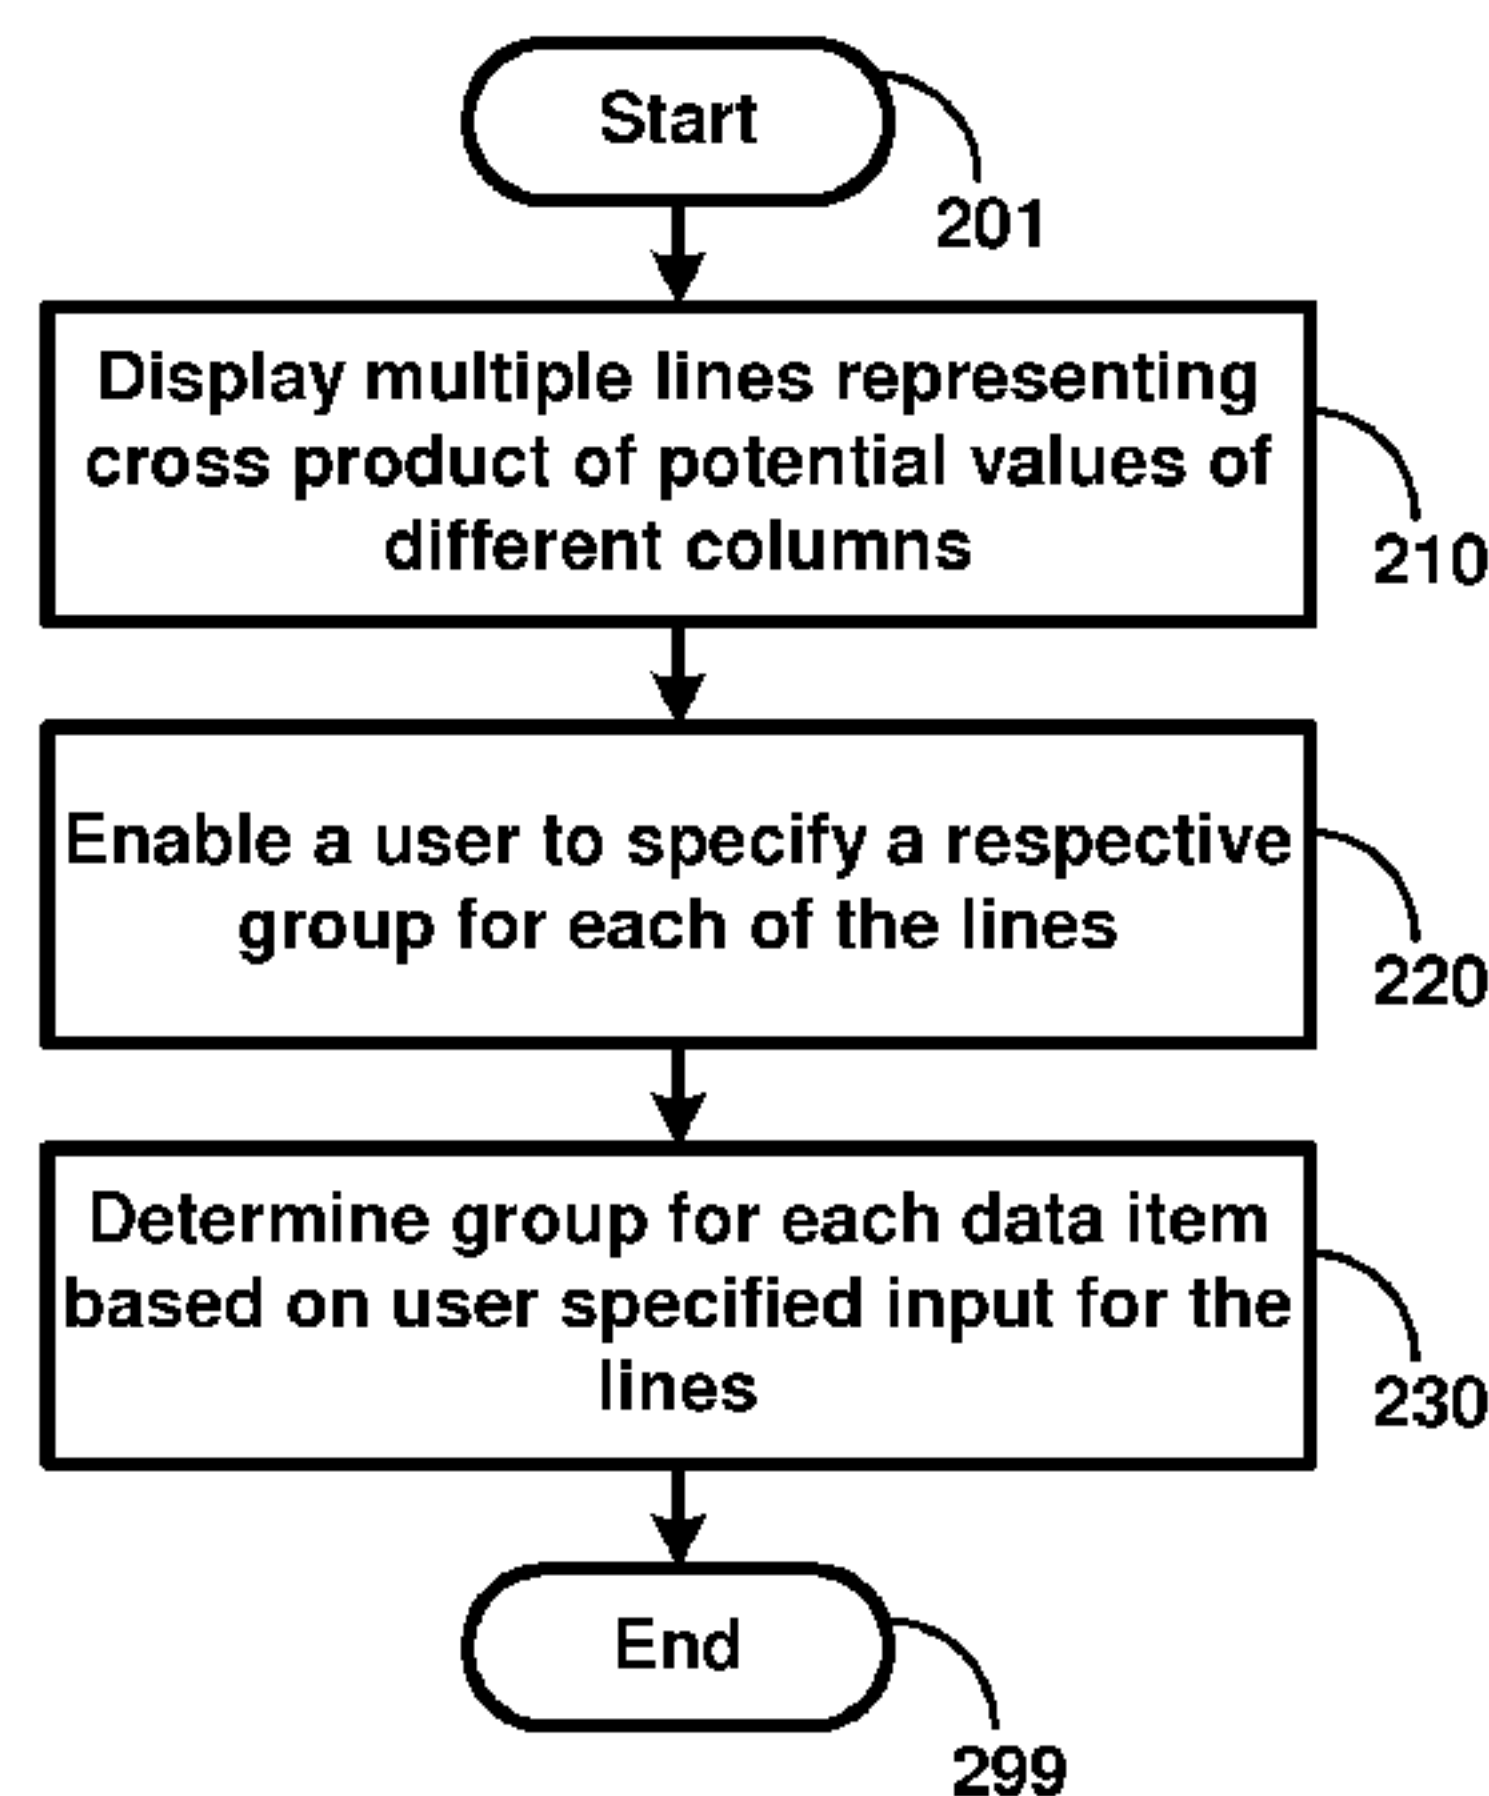 Start
201
Display multiple lines representing
cross product of potential values of
different columns
210
Enable a user to specify a respective
group for each of the lines
220
Determine group for each data item
based on user specified input for the
lines
230
End
299